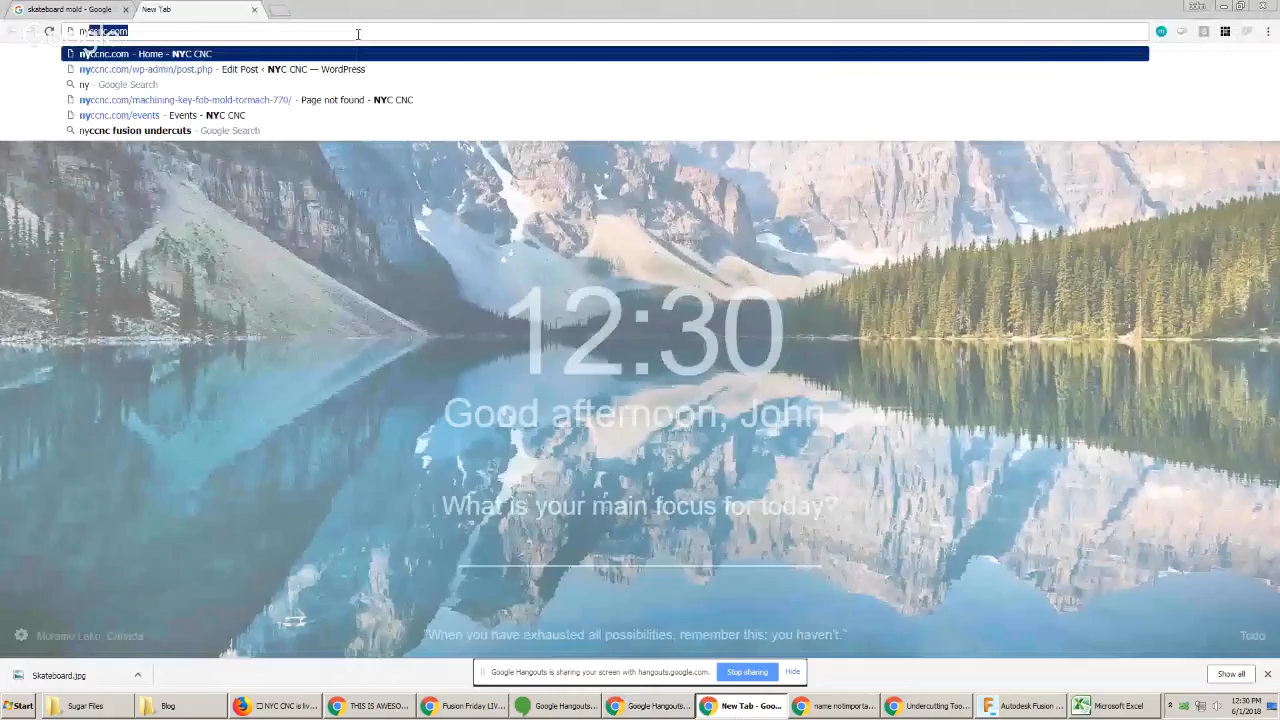 skateboard mold - Google
New Tab
John
nyccnc.com
nyccnc.com - Home - NYC CNC
nyccnc.com/wp-admin/post.php - Edit Post ‹ NYC CNC — WordPress
ny - Google Search
nyccnc.com/machining-key-fob-mold-tormach-770/ - Page not found - NYC CNC
nyccnc.com/events - Events - NYC CNC
nyccnc fusion undercuts - Google Search
12:30
Good afternoon, John
What is your main focus for today?
Moraine Lake, Canada
"When you have exhausted all possibilities, remember this: you haven't."
Todo
Skateboard.jpg
Google Hangouts is sharing your screen with hangouts.google.com.
Stop sharing
Hide
Show all
Start
Sugar Files
Blog
NYC CNC is liv...
THIS IS AWESO...
Fusion Friday LIV...
Google Hangouts...
Google Hangouts...
New Tab - Goo...
name notimporta...
Undercutting Too...
Autodesk Fusion ...
Microsoft Excel
12:30 PM
6/1/2018